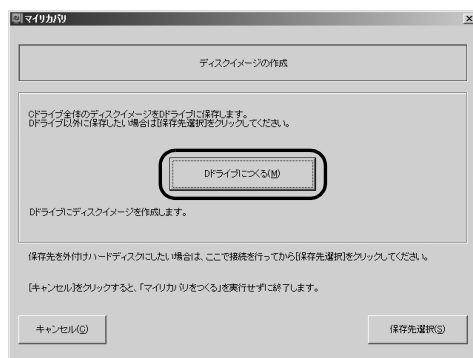 マイリカバリ
ディスクイメージの作成
Cドライブ全体のディスクイメージをDドライブに保存します。
Dドライブ以外に保存したい場合は[保存先選択]をクリックしてください。
Dドライブにつくる(M)
Dドライブにディスクイメージを作成します。
保存先を外付けハードディスクにしたい場合は、ここで接続を行ってから[保存先選択]をクリックしてください。
[キャンセル]をクリックすると、「マイリカバリをつくる」を実行せずに終了します。
キャンセル(C)
保存先選択(S)